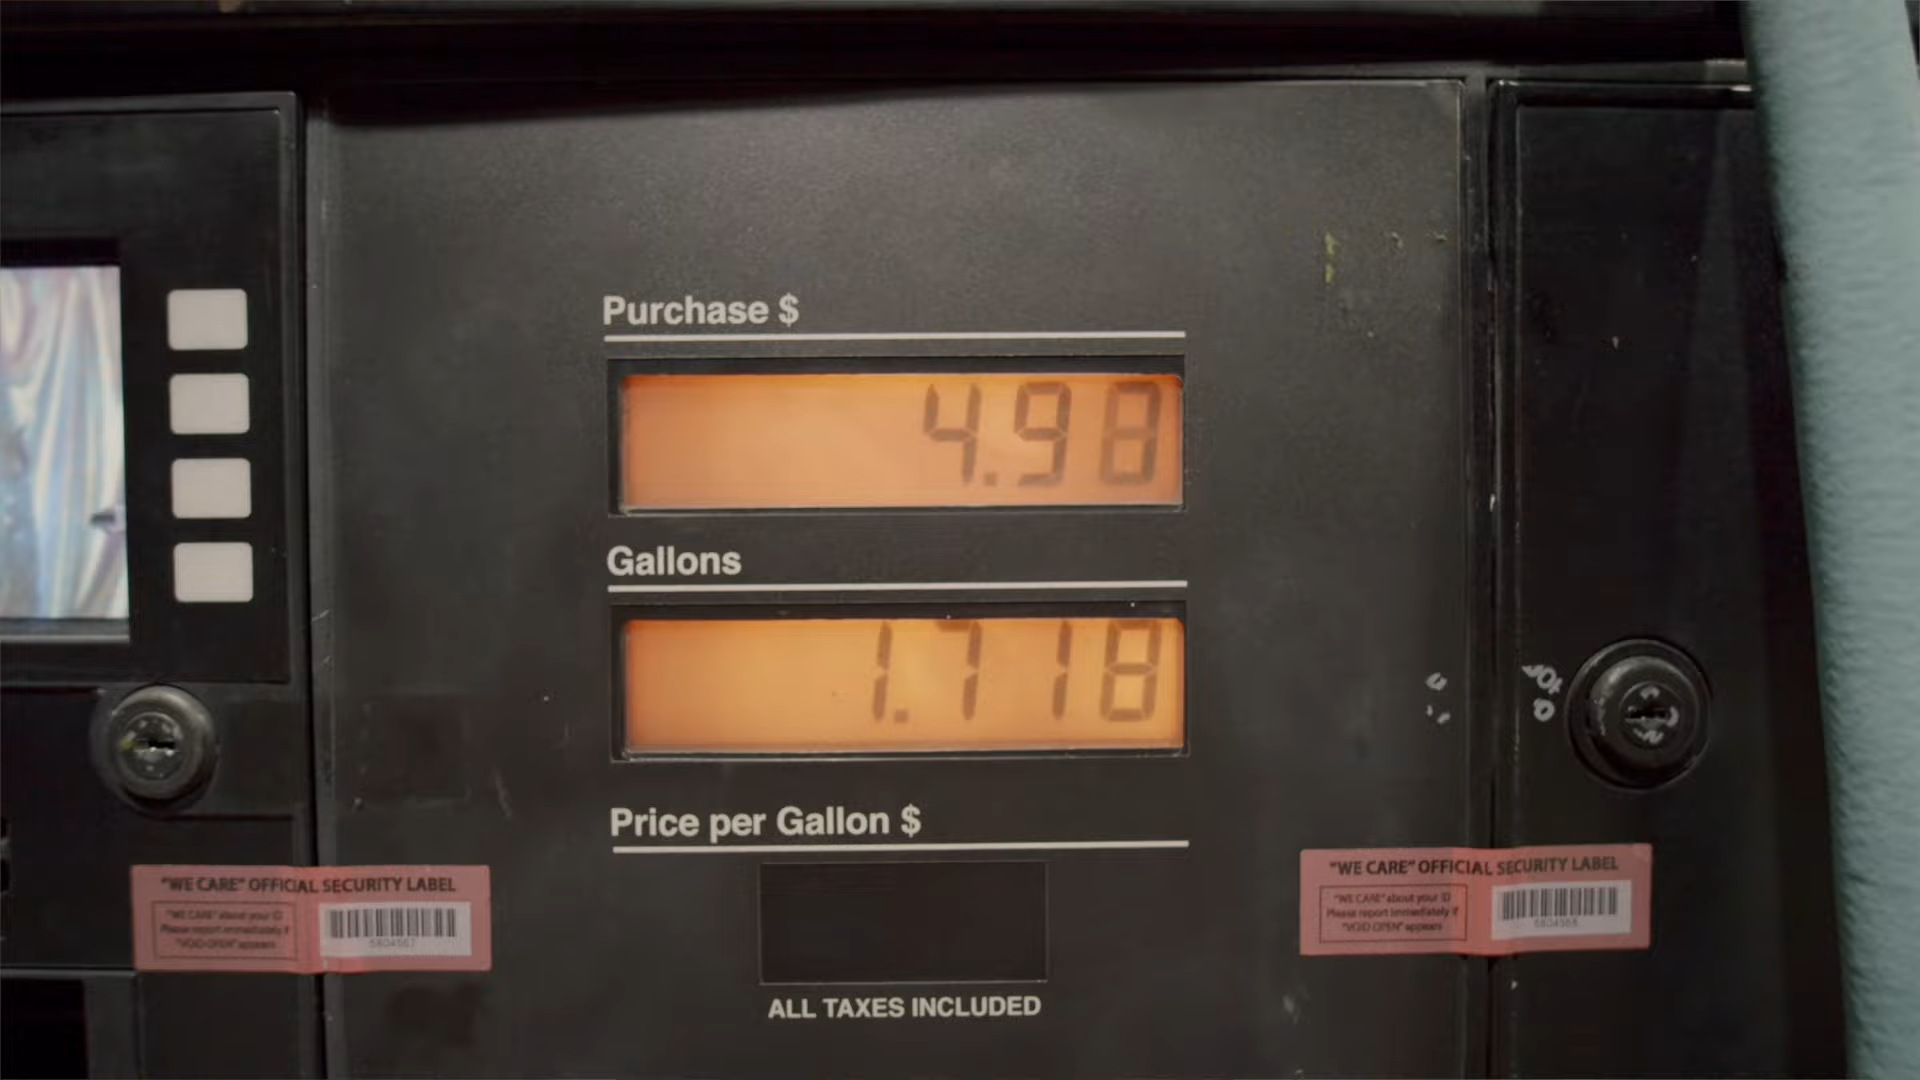 Purchase $
4.98
Gallons
1.718
Price per Gallon $
ALL TAXES INCLUDED
"WE CARE" OFFICIAL SECURITY LABEL
"WE CARE" about your ID
Please report immediately if
"VOID OPEN" appears
"WE CARE" OFFICIAL SECURITY LABEL
"WE CARE" about your ID
Please report immediately if
"VOID OPEN" appears